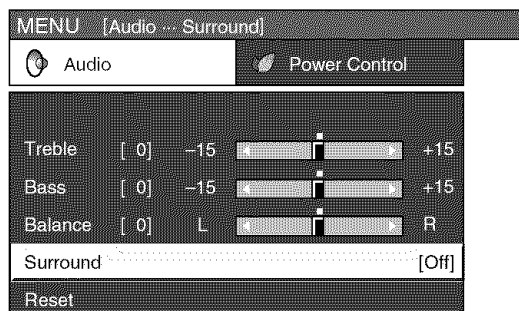 MENU [Audio ··· Surround]
Audio Power Control
Treble [ 0] –15 +15
Bass [ 0] –15 +15
Balance [ 0] L R
Surround [Off]
Reset